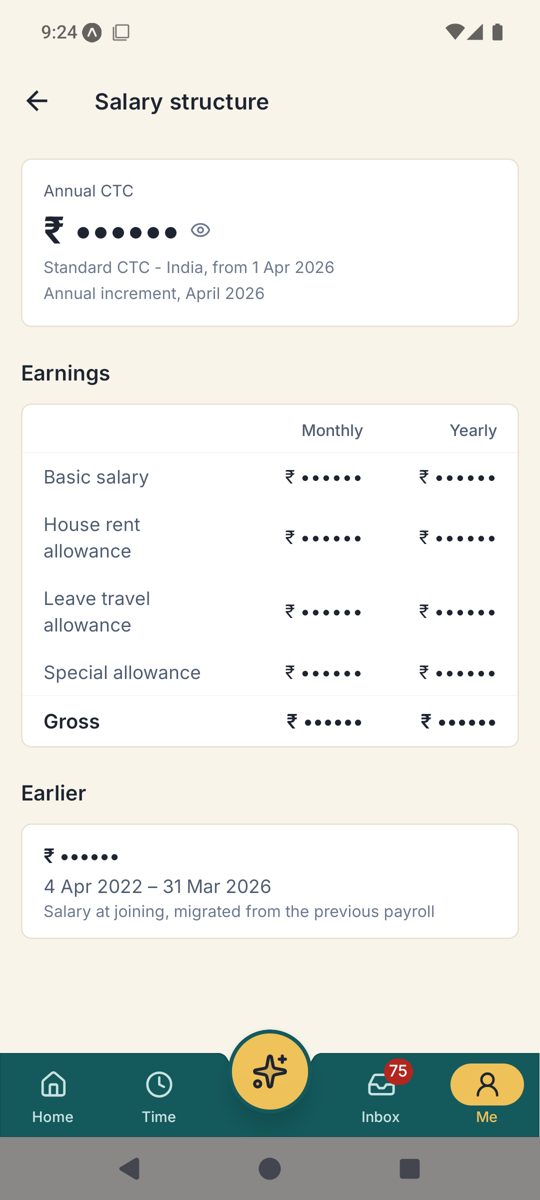 9:24
Salary structure
Annual CTC
₹ ••••••
Standard CTC - India, from 1 Apr 2026
Annual increment, April 2026
Earnings
Monthly Yearly
Basic salary ₹ •••••• ₹ ••••••
House rent
allowance ₹ •••••• ₹ ••••••
Leave travel
allowance ₹ •••••• ₹ ••••••
Special allowance ₹ •••••• ₹ ••••••
Gross ₹ •••••• ₹ ••••••
Earlier
₹ ••••••
4 Apr 2022 – 31 Mar 2026
Salary at joining, migrated from the previous payroll
75
Home Time Inbox Me